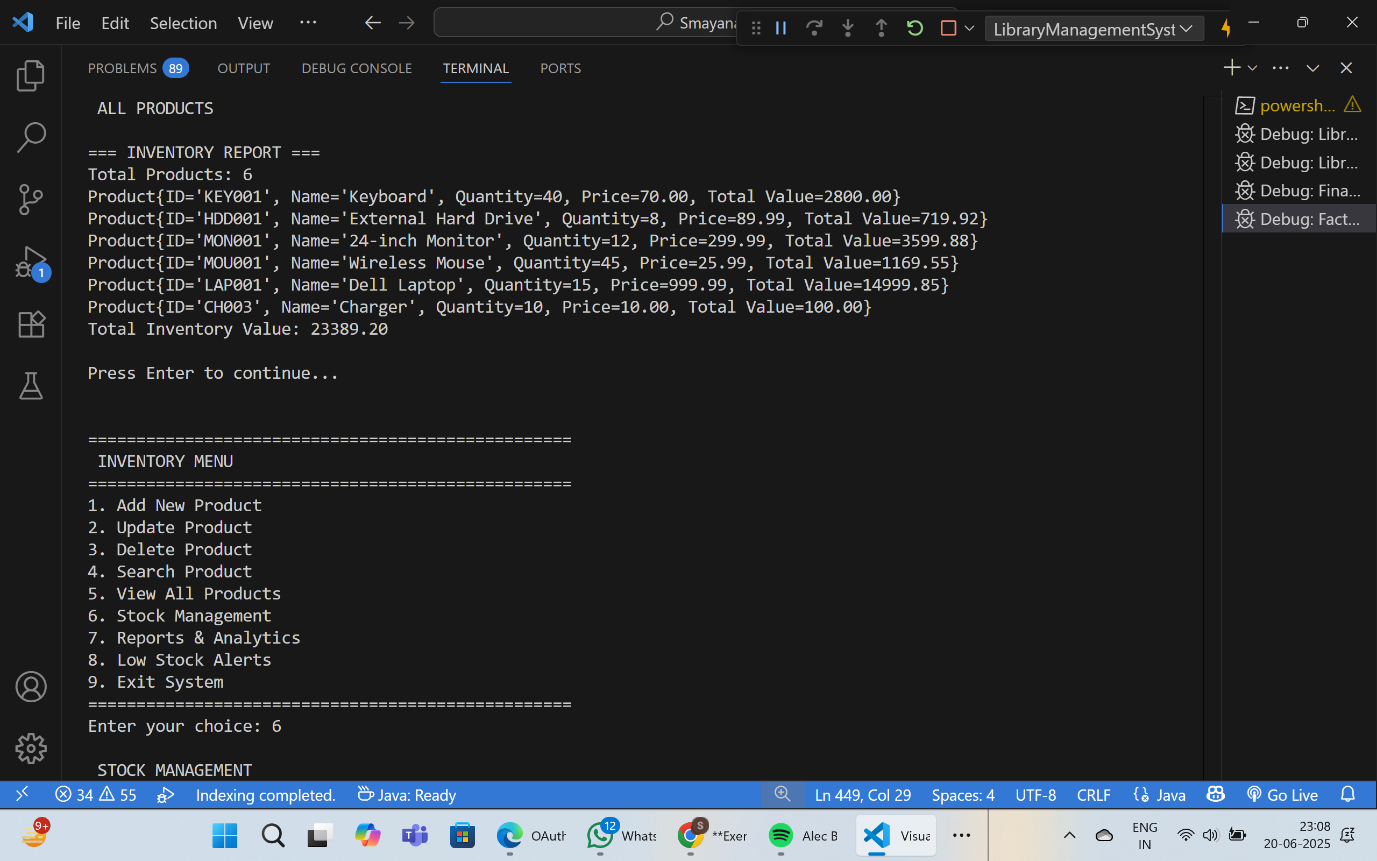 File Edit Selection View ...
Smayana
LibraryManagementSyst
PROBLEMS 89 OUTPUT DEBUG CONSOLE TERMINAL PORTS
ALL PRODUCTS
=== INVENTORY REPORT ===
Total Products: 6
Product{ID='KEY001', Name='Keyboard', Quantity=40, Price=70.00, Total Value=2800.00}
Product{ID='HDD001', Name='External Hard Drive', Quantity=8, Price=89.99, Total Value=719.92}
Product{ID='MON001', Name='24-inch Monitor', Quantity=12, Price=299.99, Total Value=3599.88}
Product{ID='MOU001', Name='Wireless Mouse', Quantity=45, Price=25.99, Total Value=1169.55}
Product{ID='LAP001', Name='Dell Laptop', Quantity=15, Price=999.99, Total Value=14999.85}
Product{ID='CH003', Name='Charger', Quantity=10, Price=10.00, Total Value=100.00}
Total Inventory Value: 23389.20
Press Enter to continue...
==================================================
INVENTORY MENU
==================================================
1. Add New Product
2. Update Product
3. Delete Product
4. Search Product
5. View All Products
6. Stock Management
7. Reports & Analytics
8. Low Stock Alerts
9. Exit System
==================================================
Enter your choice: 6
STOCK MANAGEMENT
powersh...
Debug: Libr...
Debug: Libr...
Debug: Fina...
Debug: Fact...
1
34 55 Indexing completed. Java: Ready Ln 449, Col 29 Spaces: 4 UTF-8 CRLF Java Go Live
9+ OAuth 12 Whats S **Exer Alec B Visua ... ENG IN 23:08 20-06-2025